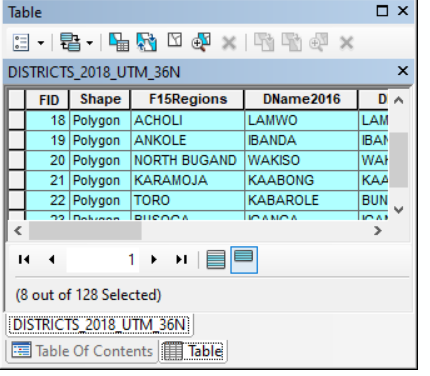 Table
DISTRICTS_2018_UTM_36N
FID Shape F15Regions DName2016
18 Polygon ACHOLI LAMWO LAM
19 Polygon ANKOLE IBANDA IBAN
20 Polygon NORTH BUGAND WAKISO WAK
21 Polygon KARAMOJA KAABONG KAA
22 Polygon TORO KABAROLE BUN
23 Polygon BUSOGA IGANGA
1
(8 out of 128 Selected)
DISTRICTS_2018_UTM_36N
Table Of Contents Table